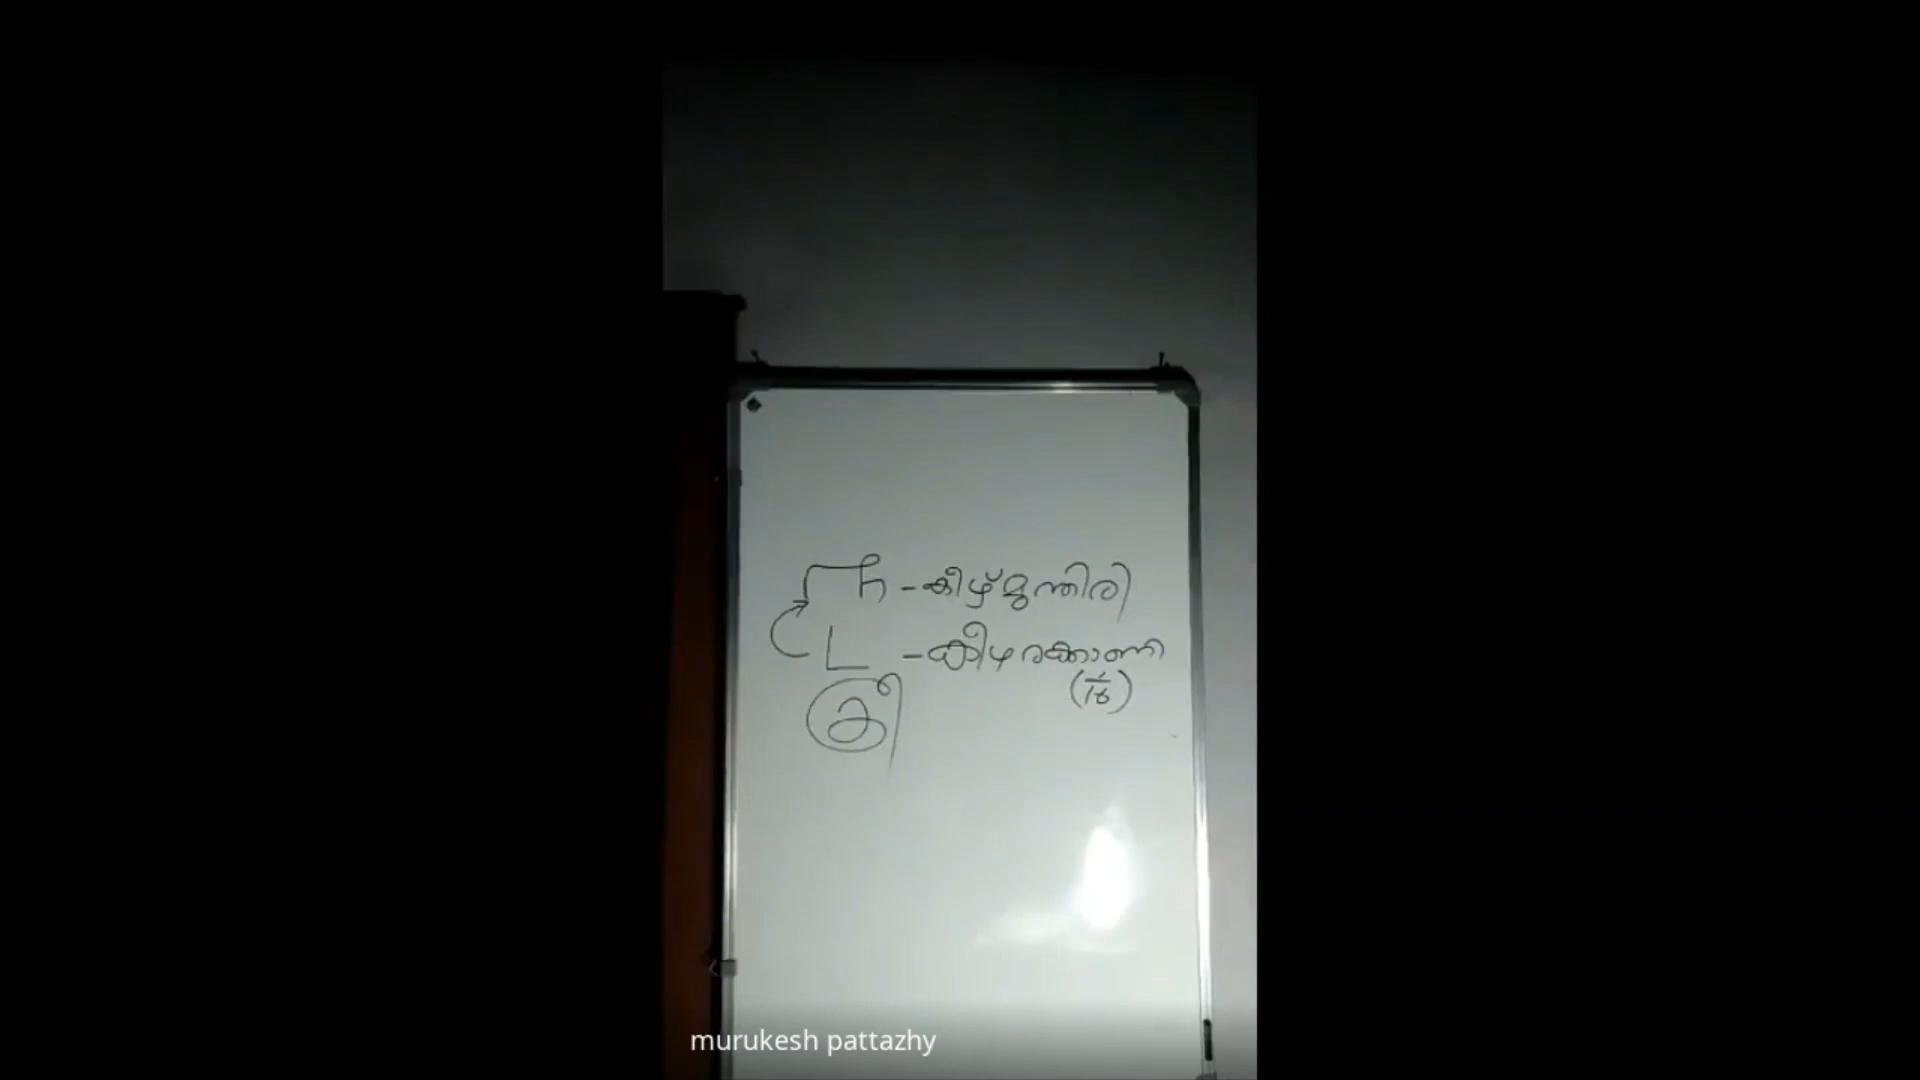 - കീഴ്മുന്തിരി
- കീഴരക്കാണി
(1/16)
കീ
murukesh pattazhy